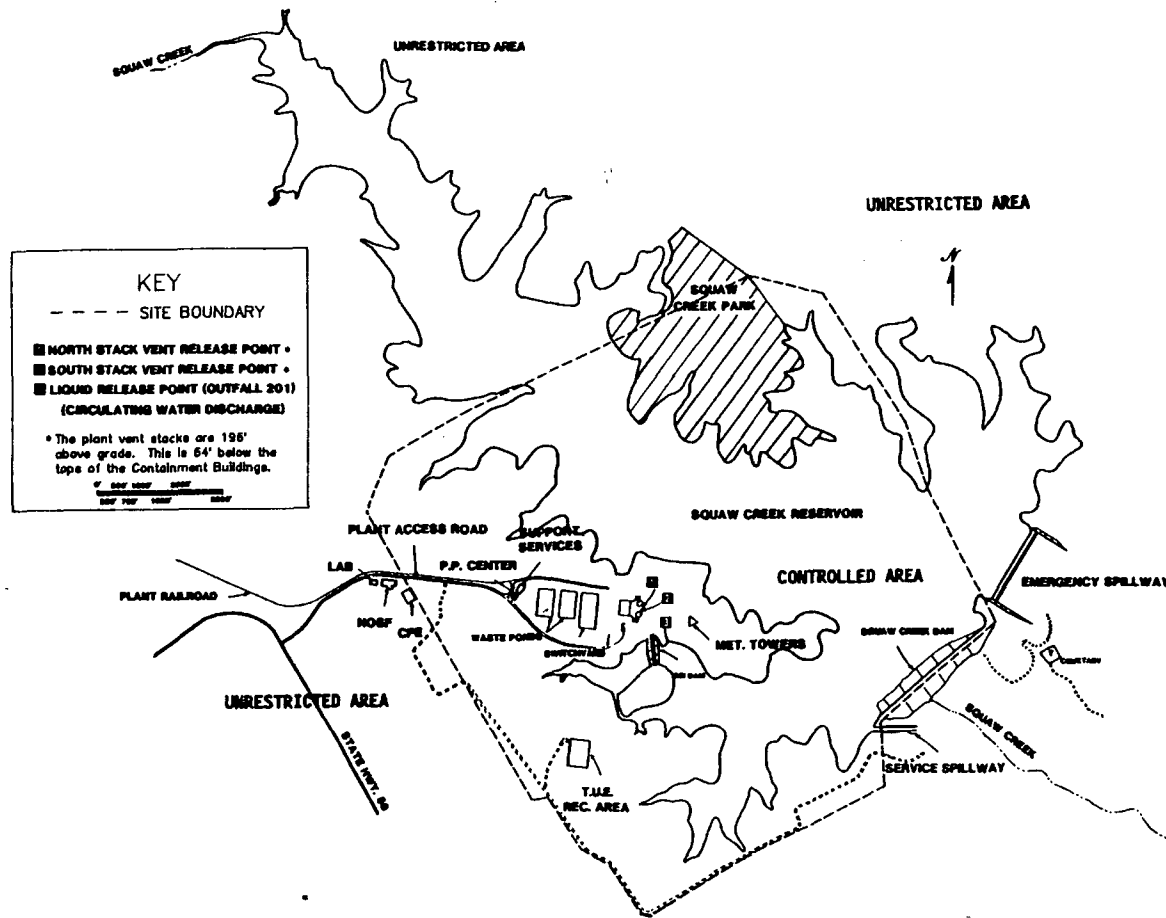 SQUAW CREEK
UNRESTRICTED AREA
UNRESTRICTED AREA
N
KEY
SITE BOUNDARY
NORTH STACK VENT RELEASE POINT *
SOUTH STACK VENT RELEASE POINT *
LIQUID RELEASE POINT (OUTFALL 201)
(CIRCULATING WATER DISCHARGE)
* The plant vent stacks are 195'
above grade. This is 64' below the
tops of the Containment Buildings.
SQUAW
CREEK PARK
SQUAW CREEK RESERVOIR
PLANT ACCESS ROAD
SUPPORT
SERVICES
LAB
P.P. CENTER
CONTROLLED AREA
EMERGENCY SPILLWAY
PLANT RAILROAD
NOSF
CPE
WASTE PONDS
SWITCHYARD
MET. TOWERS
SQUAW CREEK DAM
CEMETARY
UNRESTRICTED AREA
STATE HWY.
SQUAW CREEK
SERVICE SPILLWAY
T.U.E.
REC. AREA